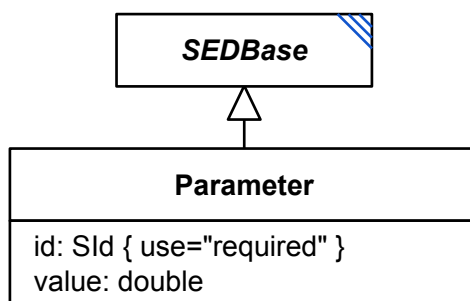 SEDBase
Parameter
id: SId { use="required" }
value: double